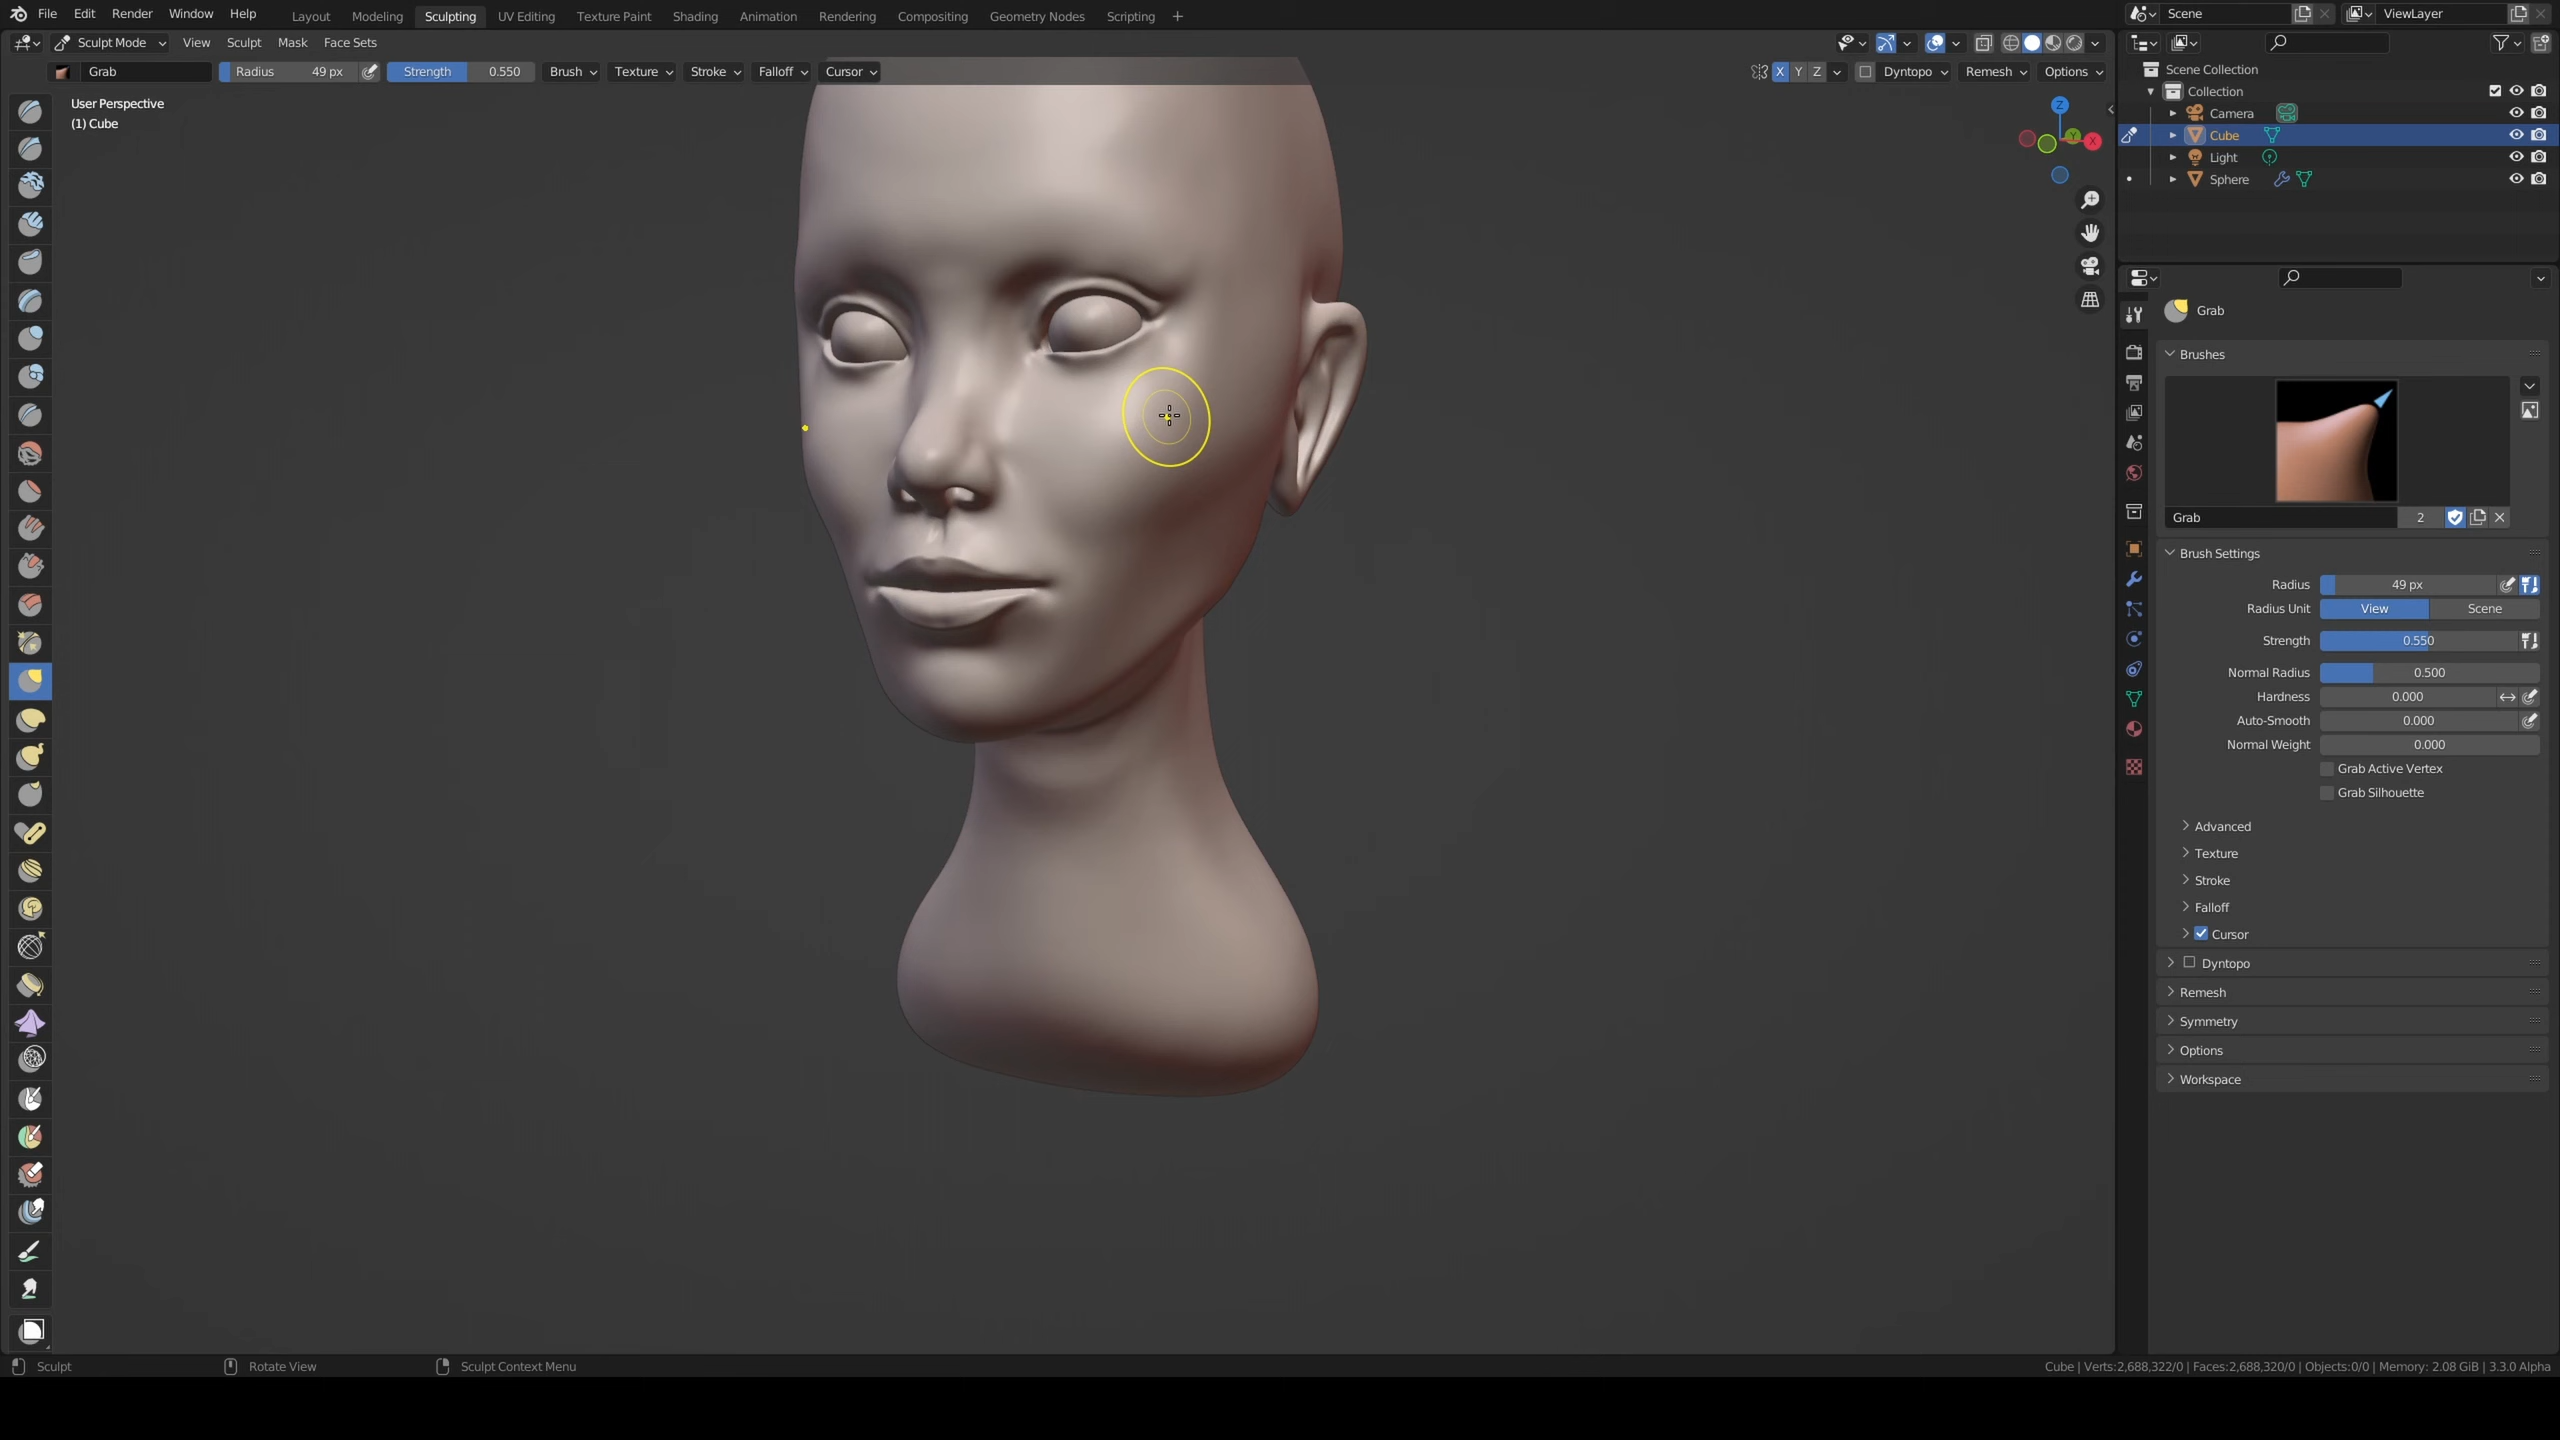 File Edit Render Window Help Layout Modeling Sculpting UV Editing Texture Paint Shading Animation Rendering Compositing Geometry Nodes Scripting + Scene ViewLayer
Sculpt Mode View Sculpt Mask Face Sets
Grab Radius 49 px Strength 0.550 Brush Texture Stroke Falloff Cursor X Y Z Dyntopo Remesh Options
User Perspective
(1) Cube
Z
Y
X
Scene Collection
Collection
Camera
Cube
Light
Sphere
Grab
Brushes
Grab 2
Brush Settings
Radius 49 px
Radius Unit View Scene
Strength 0.550
Normal Radius 0.500
Hardness 0.000
Auto-Smooth 0.000
Normal Weight 0.000
Grab Active Vertex
Grab Silhouette
Advanced
Texture
Stroke
Falloff
Cursor
Dyntopo
Remesh
Symmetry
Options
Workspace
Sculpt Rotate View Sculpt Context Menu Cube | Verts:2,688,322/0 | Faces:2,688,320/0 | Objects:0/0 | Memory: 2.08 GiB | 3.3.0 Alpha